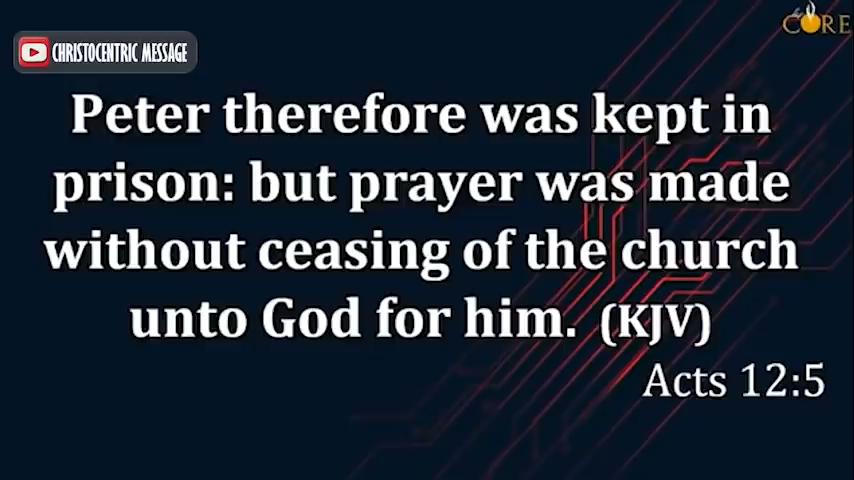 CORE
CHRISTOCENTRIC MESSAGE
Peter therefore was kept in
prison: but prayer was made
without ceasing of the church
unto God for him. (KJV)
Acts 12:5